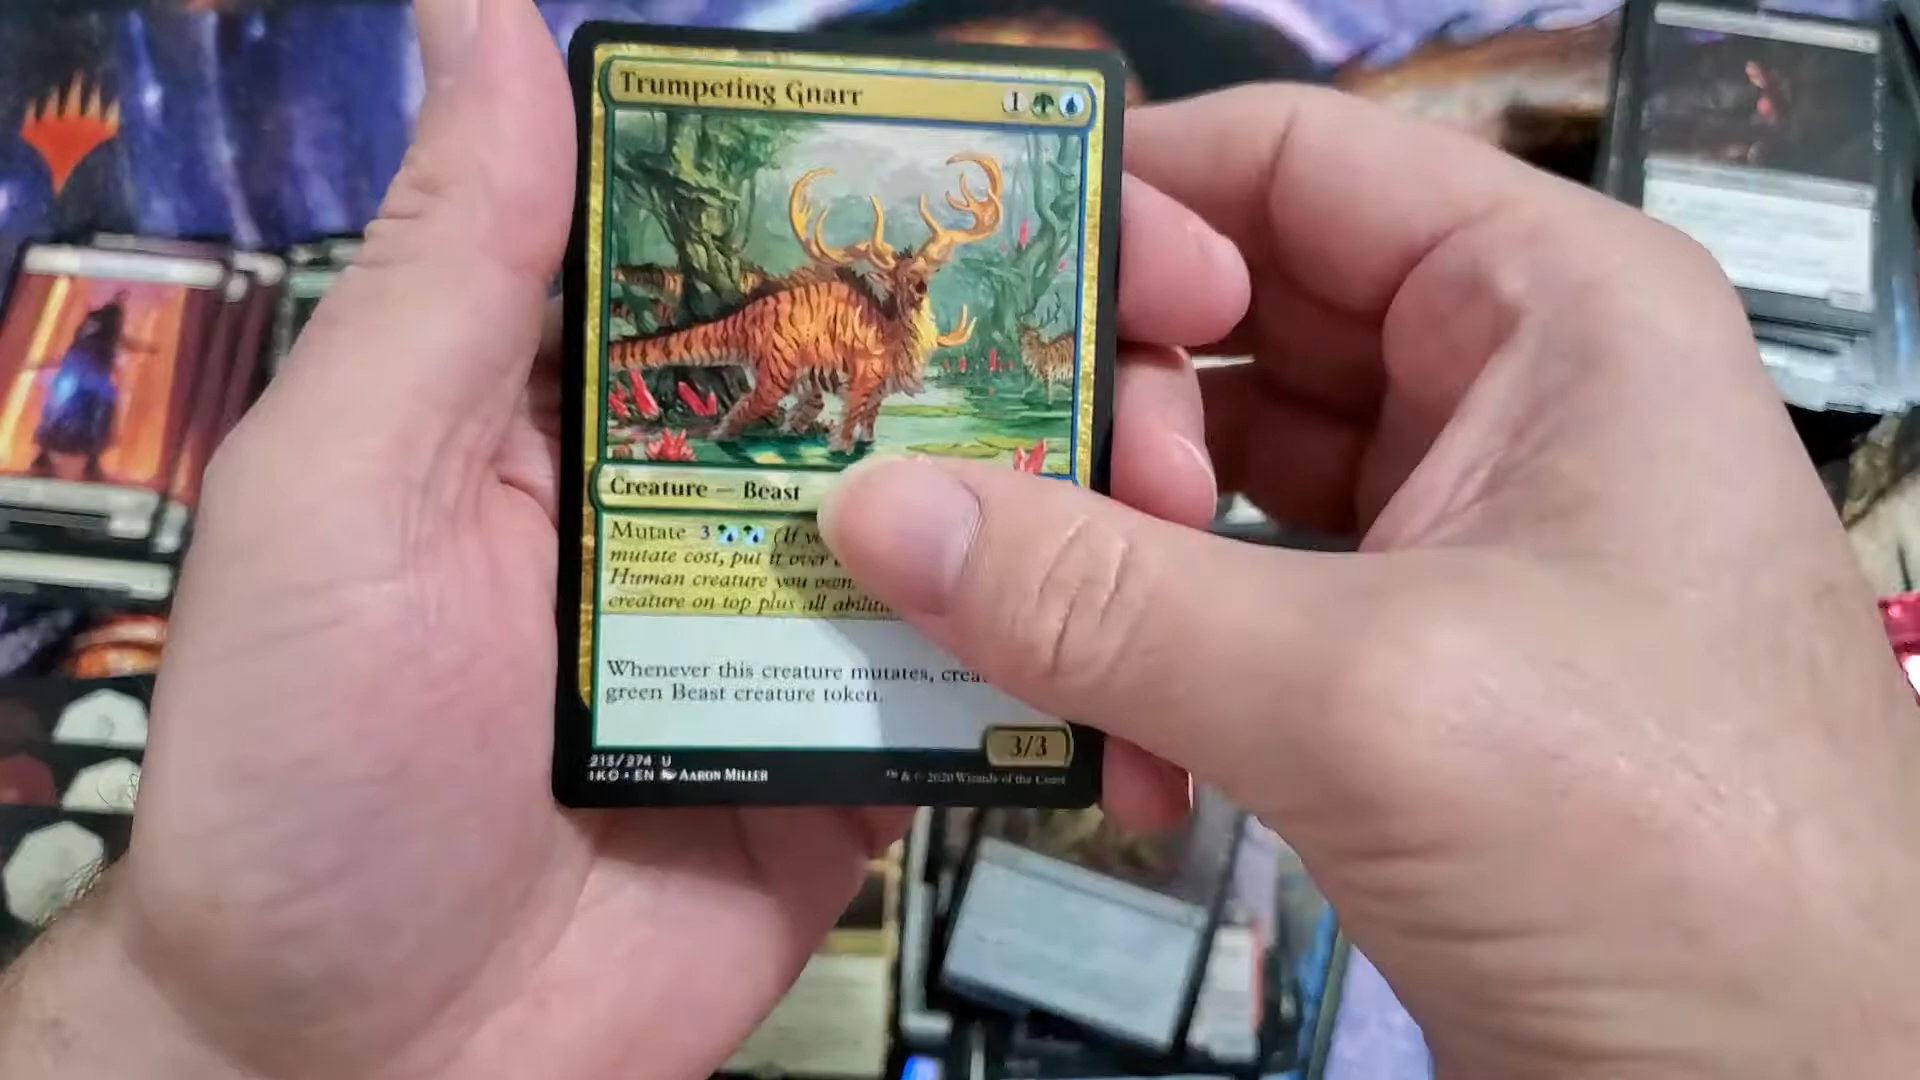 Trumpeting Gnarr 1
Creature — Beast
Mutate 3 (If
mutate cost, put it over
Human creature you own.
creature on top plus all
Whenever this creature mutates,
green Beast creature token.
3/3
213/274 U
IKO • EN AARON MILLER
™ & © 2020 Wizards of the Coast